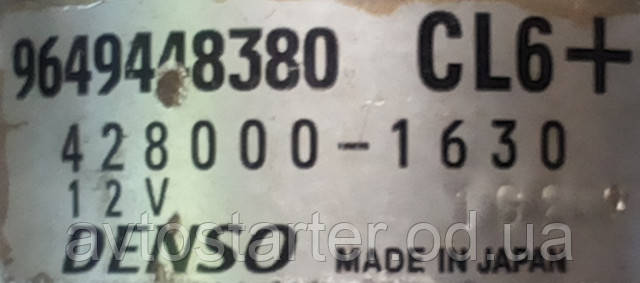 9649448380 CL6+
428000-1630
12V
DENSO MADE IN JAPAN
avtostarter.od.ua